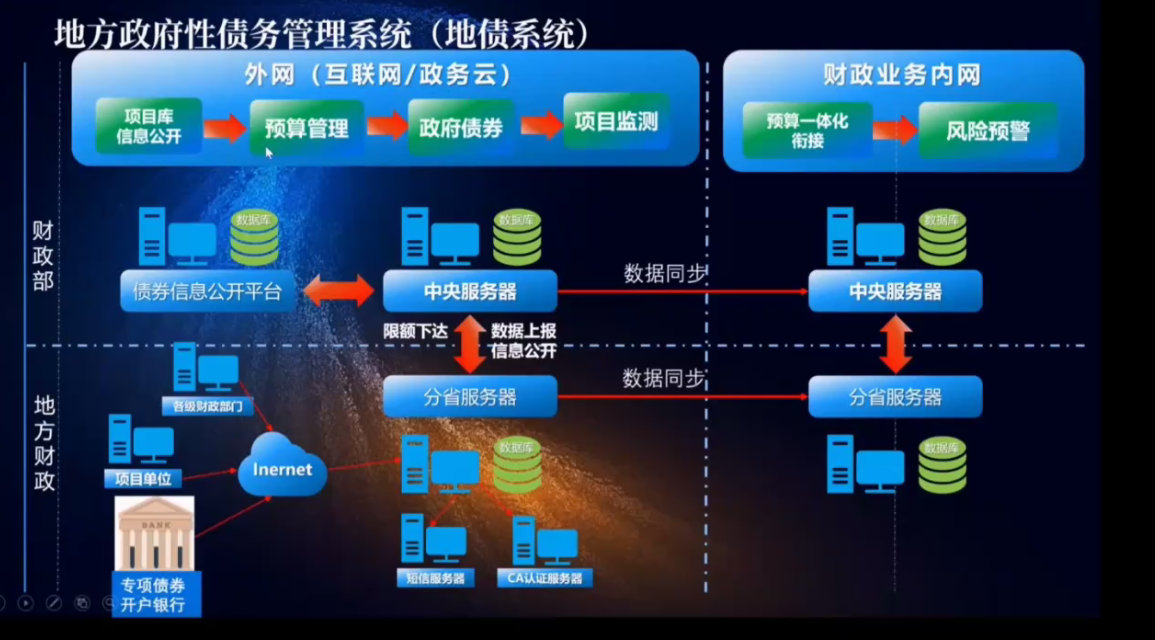 地方政府性债务管理系统（地债系统）
外网（互联网/政务云）
财政业务内网
项目库
信息公开
预算管理
政府债券
项目监测
预算一体化
衔接
风险预警
财政部
数据库
数据库
数据库
债券信息公开平台
中央服务器
数据同步
中央服务器
限额下达
数据上报
信息公开
地方财政
各级财政部门
分省服务器
数据同步
分省服务器
项目单位
Inernet
数据库
数据库
BANK
专项债券
开户银行
短信服务器
CA认证服务器